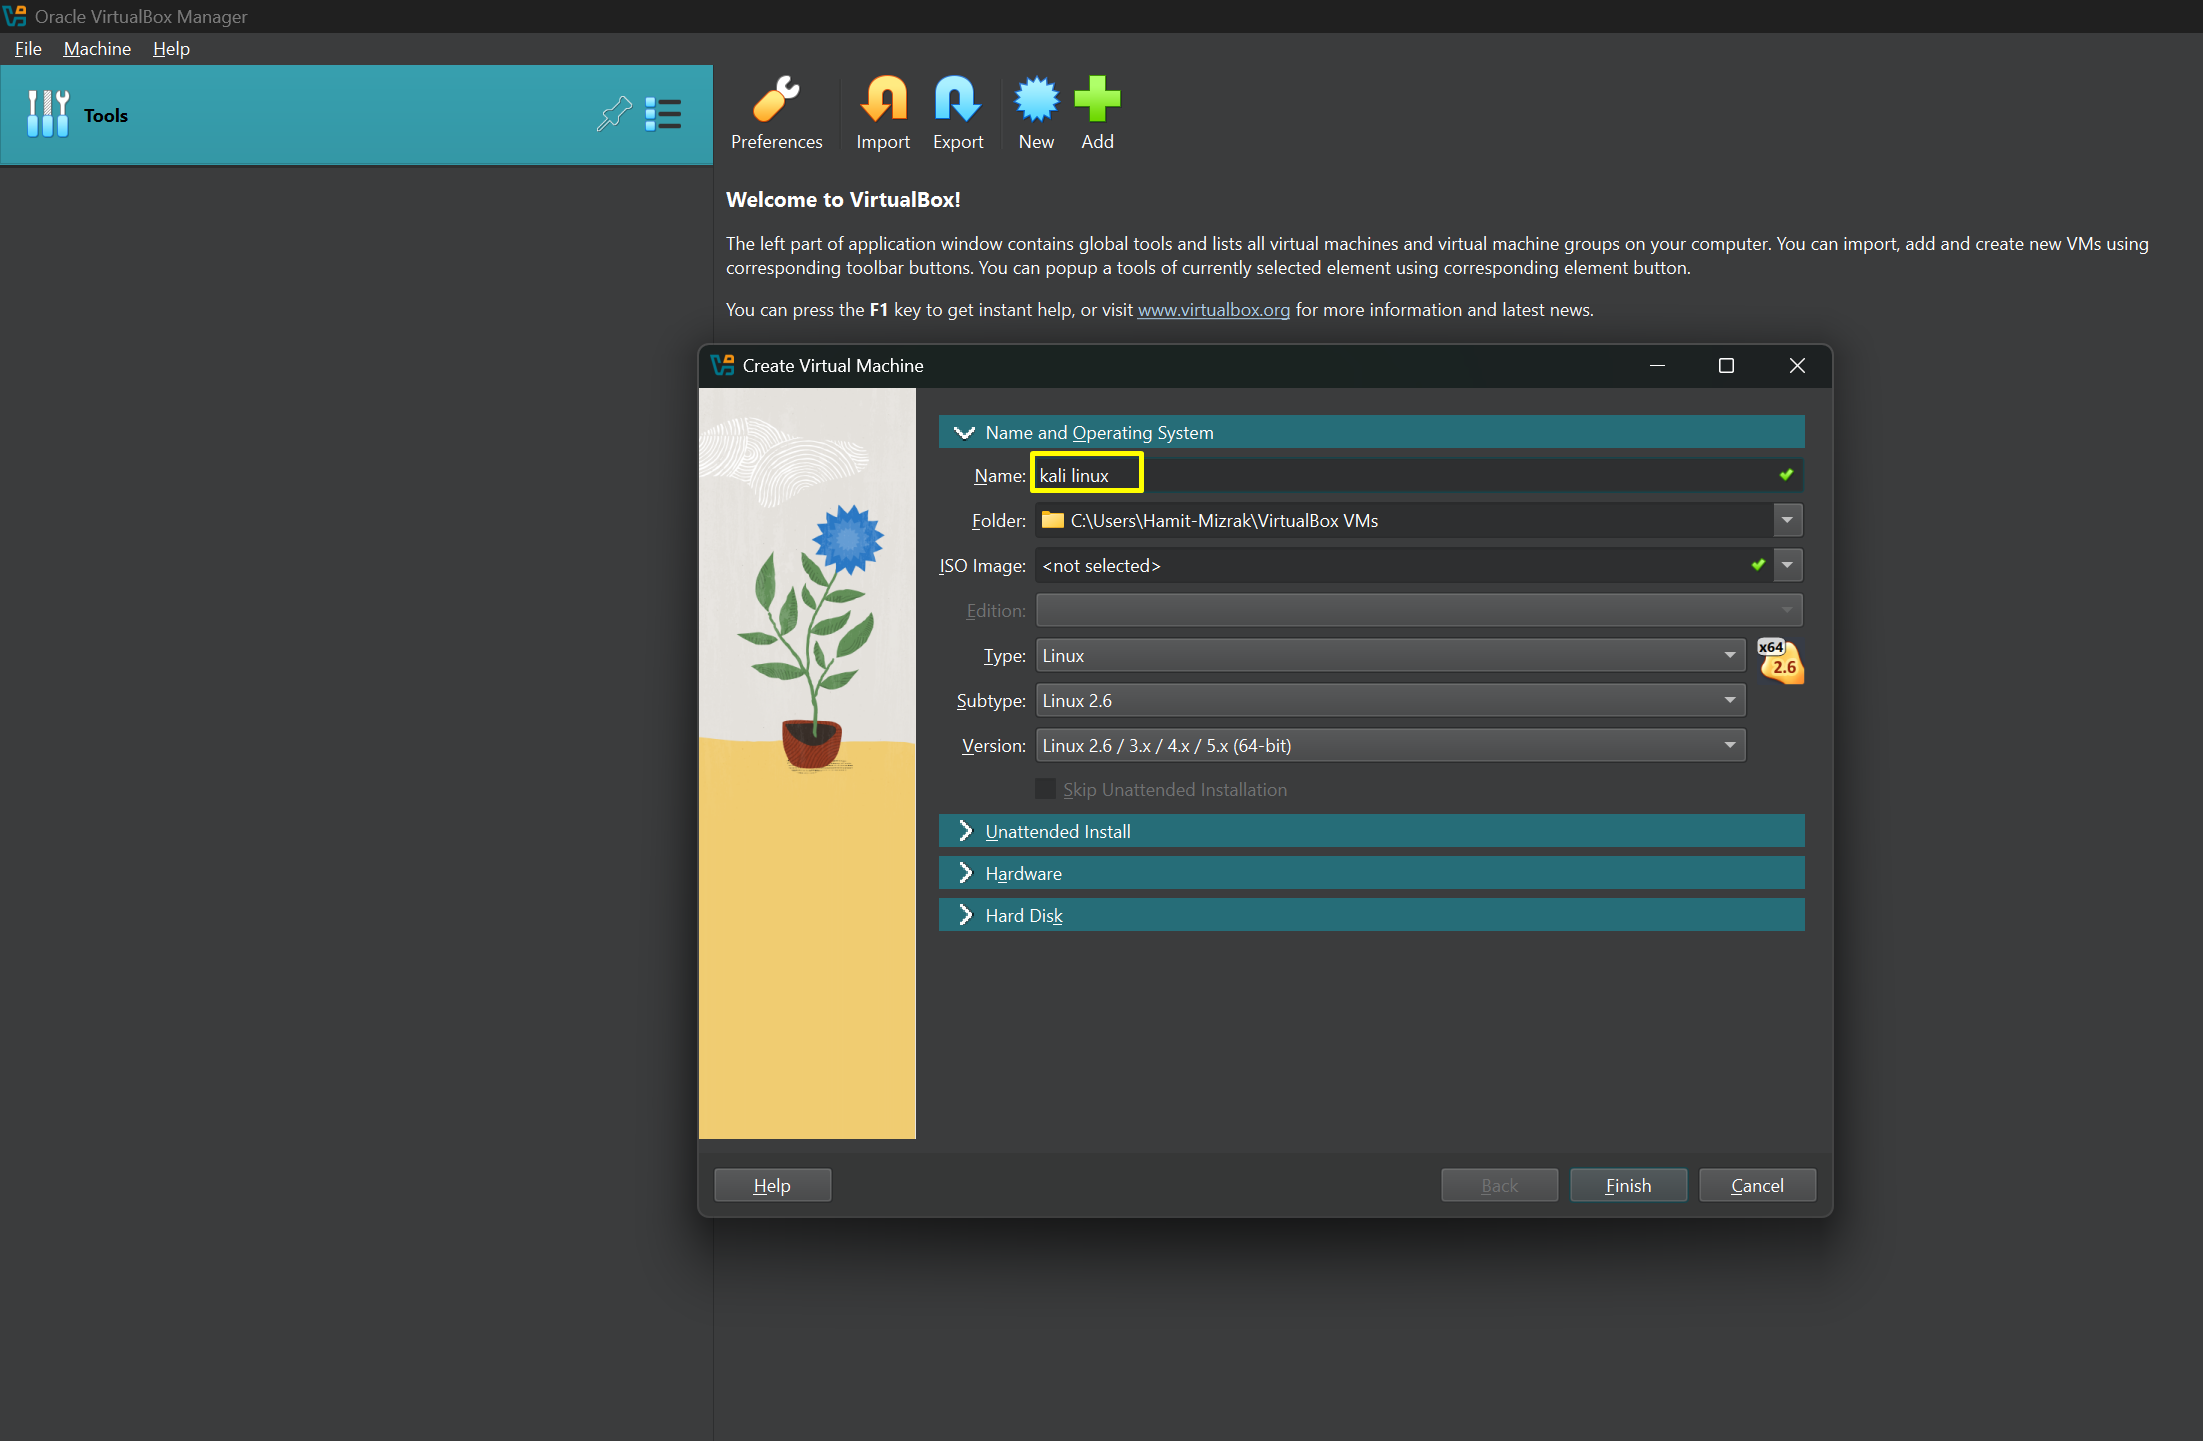 Oracle VirtualBox Manager
File Machine Help
Tools
Preferences Import Export New Add
Welcome to VirtualBox!
The left part of application window contains global tools and lists all virtual machines and virtual machine groups on your computer. You can import, add and create new VMs using
corresponding toolbar buttons. You can popup a tools of currently selected element using corresponding element button.
You can press the F1 key to get instant help, or visit www.virtualbox.org for more information and latest news.
Create Virtual Machine
Name and Operating System
Name: kali linux
Folder: C:\Users\Hamit-Mizrak\VirtualBox VMs
ISO Image: <not selected>
Edition:
Type: Linux
x64
2.6
Subtype: Linux 2.6
Version: Linux 2.6 / 3.x / 4.x / 5.x (64-bit)
Skip Unattended Installation
Unattended Install
Hardware
Hard Disk
Help Back Finish Cancel